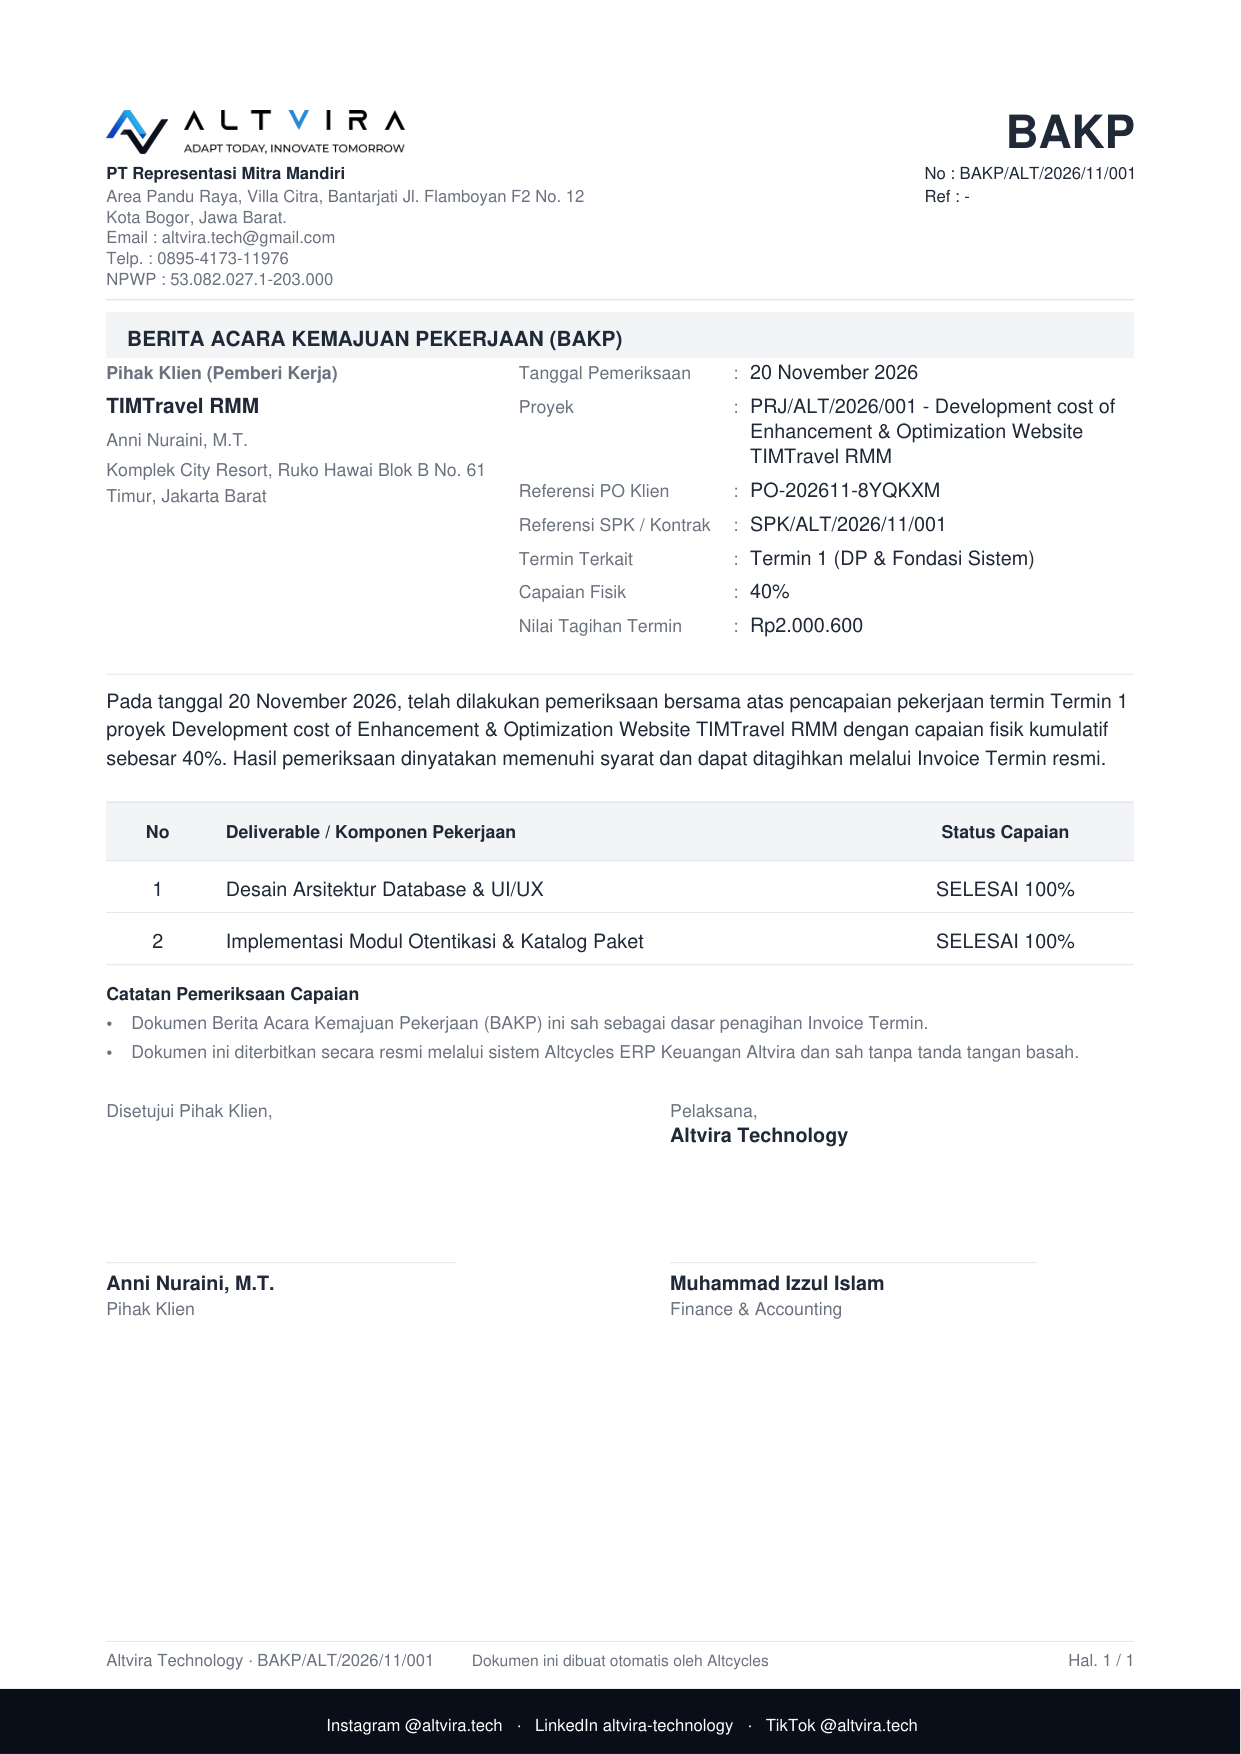 ALTVIRA
ADAPT TODAY, INNOVATE TOMORROW
BAKP
PT Representasi Mitra Mandiri
No : BAKP/ALT/2026/11/001
Area Pandu Raya, Villa Citra, Bantarjati Jl. Flamboyan F2 No. 12
Ref : -
Kota Bogor, Jawa Barat.
Email : altvira.tech@gmail.com
Telp. : 0895-4173-11976
NPWP : 53.082.027.1-203.000
BERITA ACARA KEMAJUAN PEKERJAAN (BAKP)
Pihak Klien (Pemberi Kerja)
TIMTravel RMM
Anni Nuraini, M.T.
Komplek City Resort, Ruko Hawai Blok B No. 61
Timur, Jakarta Barat
Tanggal Pemeriksaan : 20 November 2026
Proyek : PRJ/ALT/2026/001 - Development cost of
Enhancement & Optimization Website
TIMTravel RMM
Referensi PO Klien : PO-202611-8YQKXM
Referensi SPK / Kontrak : SPK/ALT/2026/11/001
Termin Terkait : Termin 1 (DP & Fondasi Sistem)
Capaian Fisik : 40%
Nilai Tagihan Termin : Rp2.000.600
Pada tanggal 20 November 2026, telah dilakukan pemeriksaan bersama atas pencapaian pekerjaan termin Termin 1
proyek Development cost of Enhancement & Optimization Website TIMTravel RMM dengan capaian fisik kumulatif
sebesar 40%. Hasil pemeriksaan dinyatakan memenuhi syarat dan dapat ditagihkan melalui Invoice Termin resmi.
No Deliverable / Komponen Pekerjaan Status Capaian
1 Desain Arsitektur Database & UI/UX SELESAI 100%
2 Implementasi Modul Otentikasi & Katalog Paket SELESAI 100%
Catatan Pemeriksaan Capaian
• Dokumen Berita Acara Kemajuan Pekerjaan (BAKP) ini sah sebagai dasar penagihan Invoice Termin.
• Dokumen ini diterbitkan secara resmi melalui sistem Altcycles ERP Keuangan Altvira dan sah tanpa tanda tangan basah.
Disetujui Pihak Klien,
Pelaksana,
Altvira Technology
Anni Nuraini, M.T.
Pihak Klien
Muhammad Izzul Islam
Finance & Accounting
Altvira Technology · BAKP/ALT/2026/11/001 Dokumen ini dibuat otomatis oleh Altcycles Hal. 1 / 1
Instagram @altvira.tech · LinkedIn altvira-technology · TikTok @altvira.tech